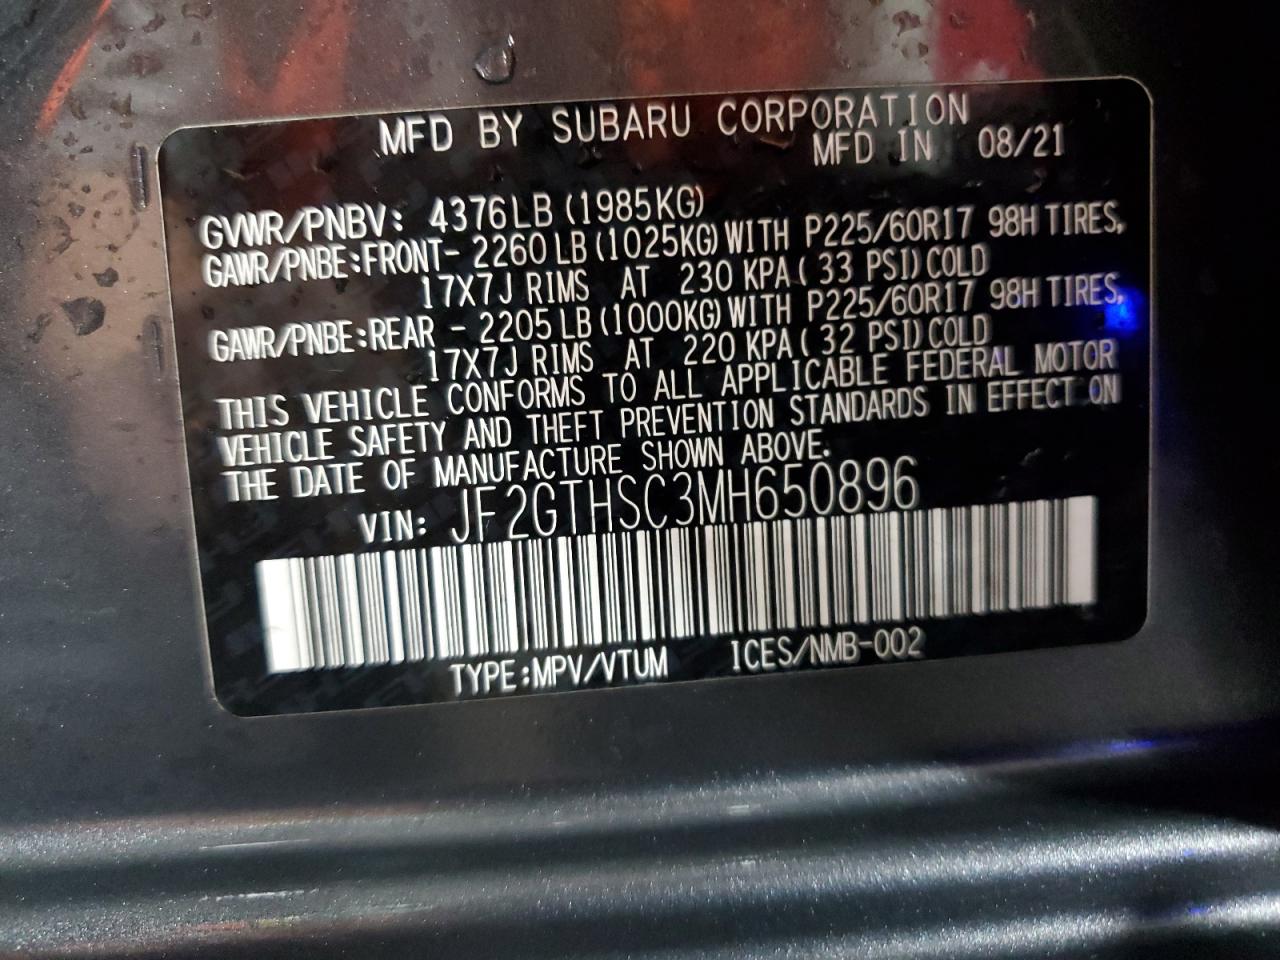 MFD BY SUBARU CORPORATION
MFD IN 08/21
GVWR/PNBV: 4376LB (1985KG)
GAWR/PNBE:FRONT- 2260 LB (1025KG) WITH P225/60R17 98H TIRES,
17X7J RIMS AT 230 KPA ( 33 PSI) COLD
GAWR/PNBE:REAR - 2205 LB (1000KG) WITH P225/60R17 98H TIRES,
17X7J RIMS AT 220 KPA ( 32 PSI) COLD
THIS VEHICLE CONFORMS TO ALL APPLICABLE FEDERAL MOTOR
VEHICLE SAFETY AND THEFT PREVENTION STANDARDS IN EFFECT ON
THE DATE OF MANUFACTURE SHOWN ABOVE.
VIN: JF2GTHSC3MH650896
TYPE:MPV/VTUM ICES/NMB-002